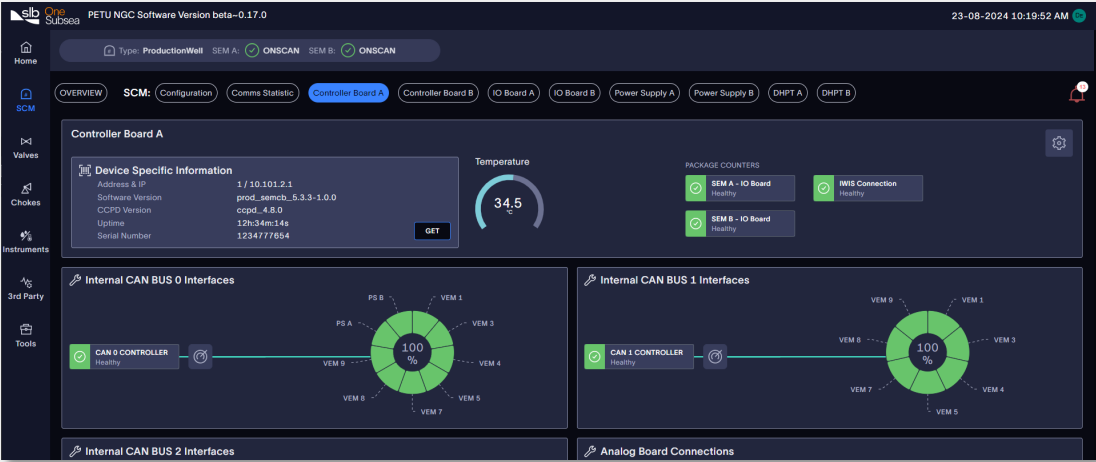 slb One Subsea PETU NGC Software Version beta-0.17.0 23-08-2024 10:19:52 AM
Home
Type: ProductionWell SEM A: ONSCAN SEM B: ONSCAN
SCM
OVERVIEW SCM: Configuration Comms Statistic Controller Board A Controller Board B IO Board A IO Board B Power Supply A Power Supply B DHPT A DHPT B 13
Valves
Chokes
Instruments
3rd Party
Tools
Controller Board A
Device Specific Information
Address & IP 1 / 10.101.2.1
Software Version prod_semcb_5.3.3-1.0.0
CCPD Version ccpd_4.8.0
Uptime 12h:34m:14s
Serial Number 1234777654
GET
Temperature
34.5
°C
PACKAGE COUNTERS
SEM A - IO Board
Healthy
IWIS Connection
Healthy
SEM B - IO Board
Healthy
Internal CAN BUS 0 Interfaces
CAN 0 CONTROLLER
Healthy
PS B VEM 1
PS A VEM 3
100
%
VEM 9 VEM 4
VEM 8 VEM 5
VEM 7
Internal CAN BUS 1 Interfaces
CAN 1 CONTROLLER
Healthy
VEM 9 VEM 1
VEM 8 VEM 3
100
%
VEM 7 VEM 4
VEM 5
Internal CAN BUS 2 Interfaces
Analog Board Connections